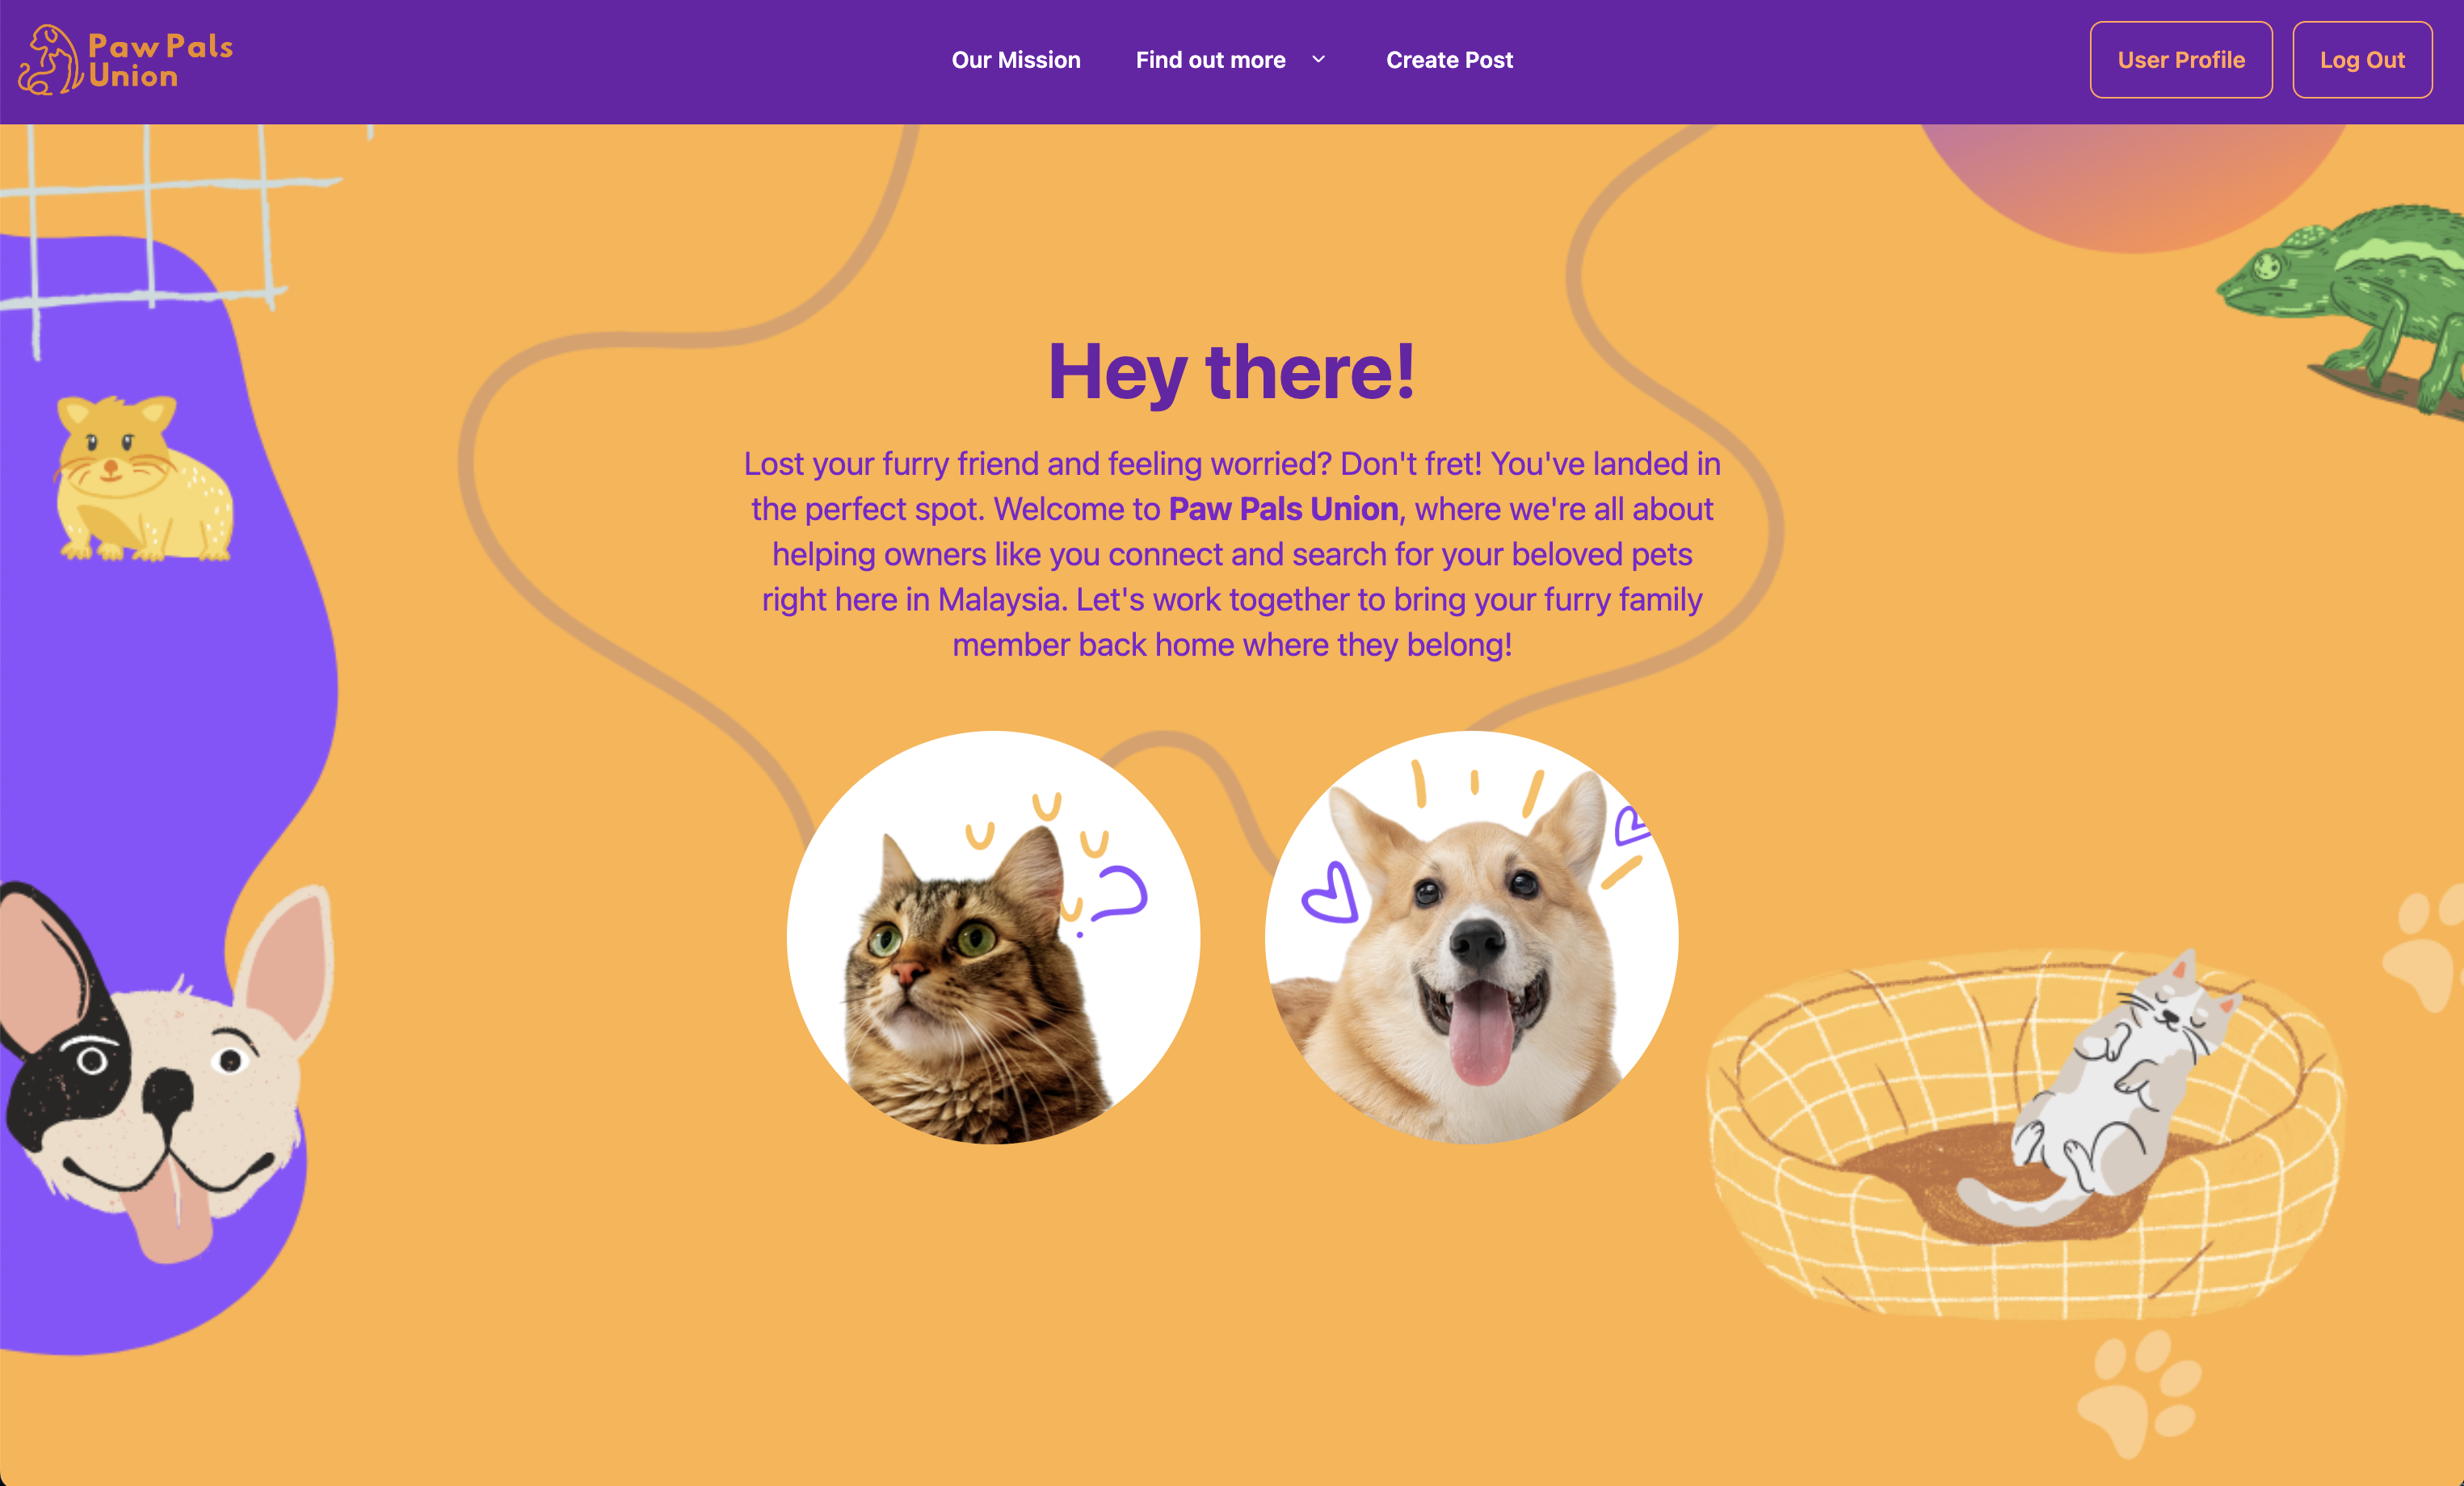 Paw Pals
Union
Our Mission
Find out more
Create Post
User Profile
Log Out
Hey there!
Lost your furry friend and feeling worried? Don't fret! You've landed in
the perfect spot. Welcome to Paw Pals Union, where we're all about
helping owners like you connect and search for your beloved pets
right here in Malaysia. Let's work together to bring your furry family
member back home where they belong!